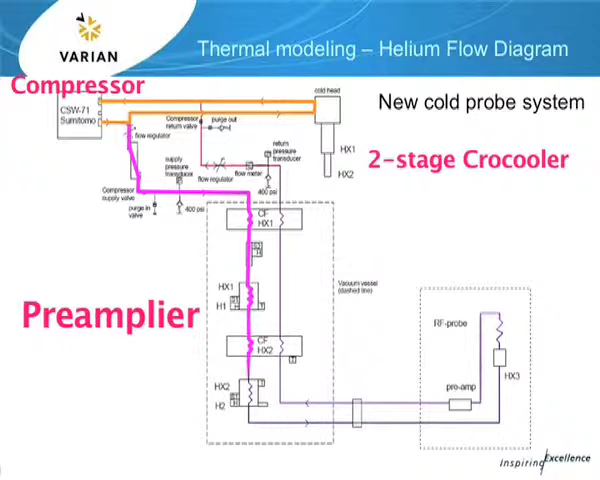 VARIAN
Thermal modeling – Helium Flow Diagram
Compressor
New cold probe system
CSW-71
Sumitomo
cold head
Compressor
return valve
purge out
flow regulator
HX1
HX2
2-stage Crocooler
return
pressure
transducer
supply
pressure
transducer
flow regulator
flow meter
400 psi
Compressor
supply valve
purge in
valve
400 psi
CF
HX1
HX1
H1
Vacuum vessel
(dashed line)
Preamplier
CF
HX2
T
RF-probe
HX2
H2
T
pre-amp
HX3
Inspiring Excellence